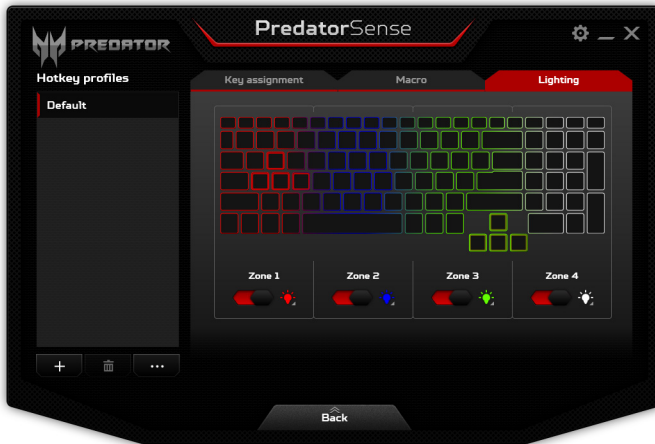 PredatorSense
PREDATOR
Hotkey profiles
Default
Key assignment
Macro
Lighting
Zone 1
Zone 2
Zone 3
Zone 4
Back